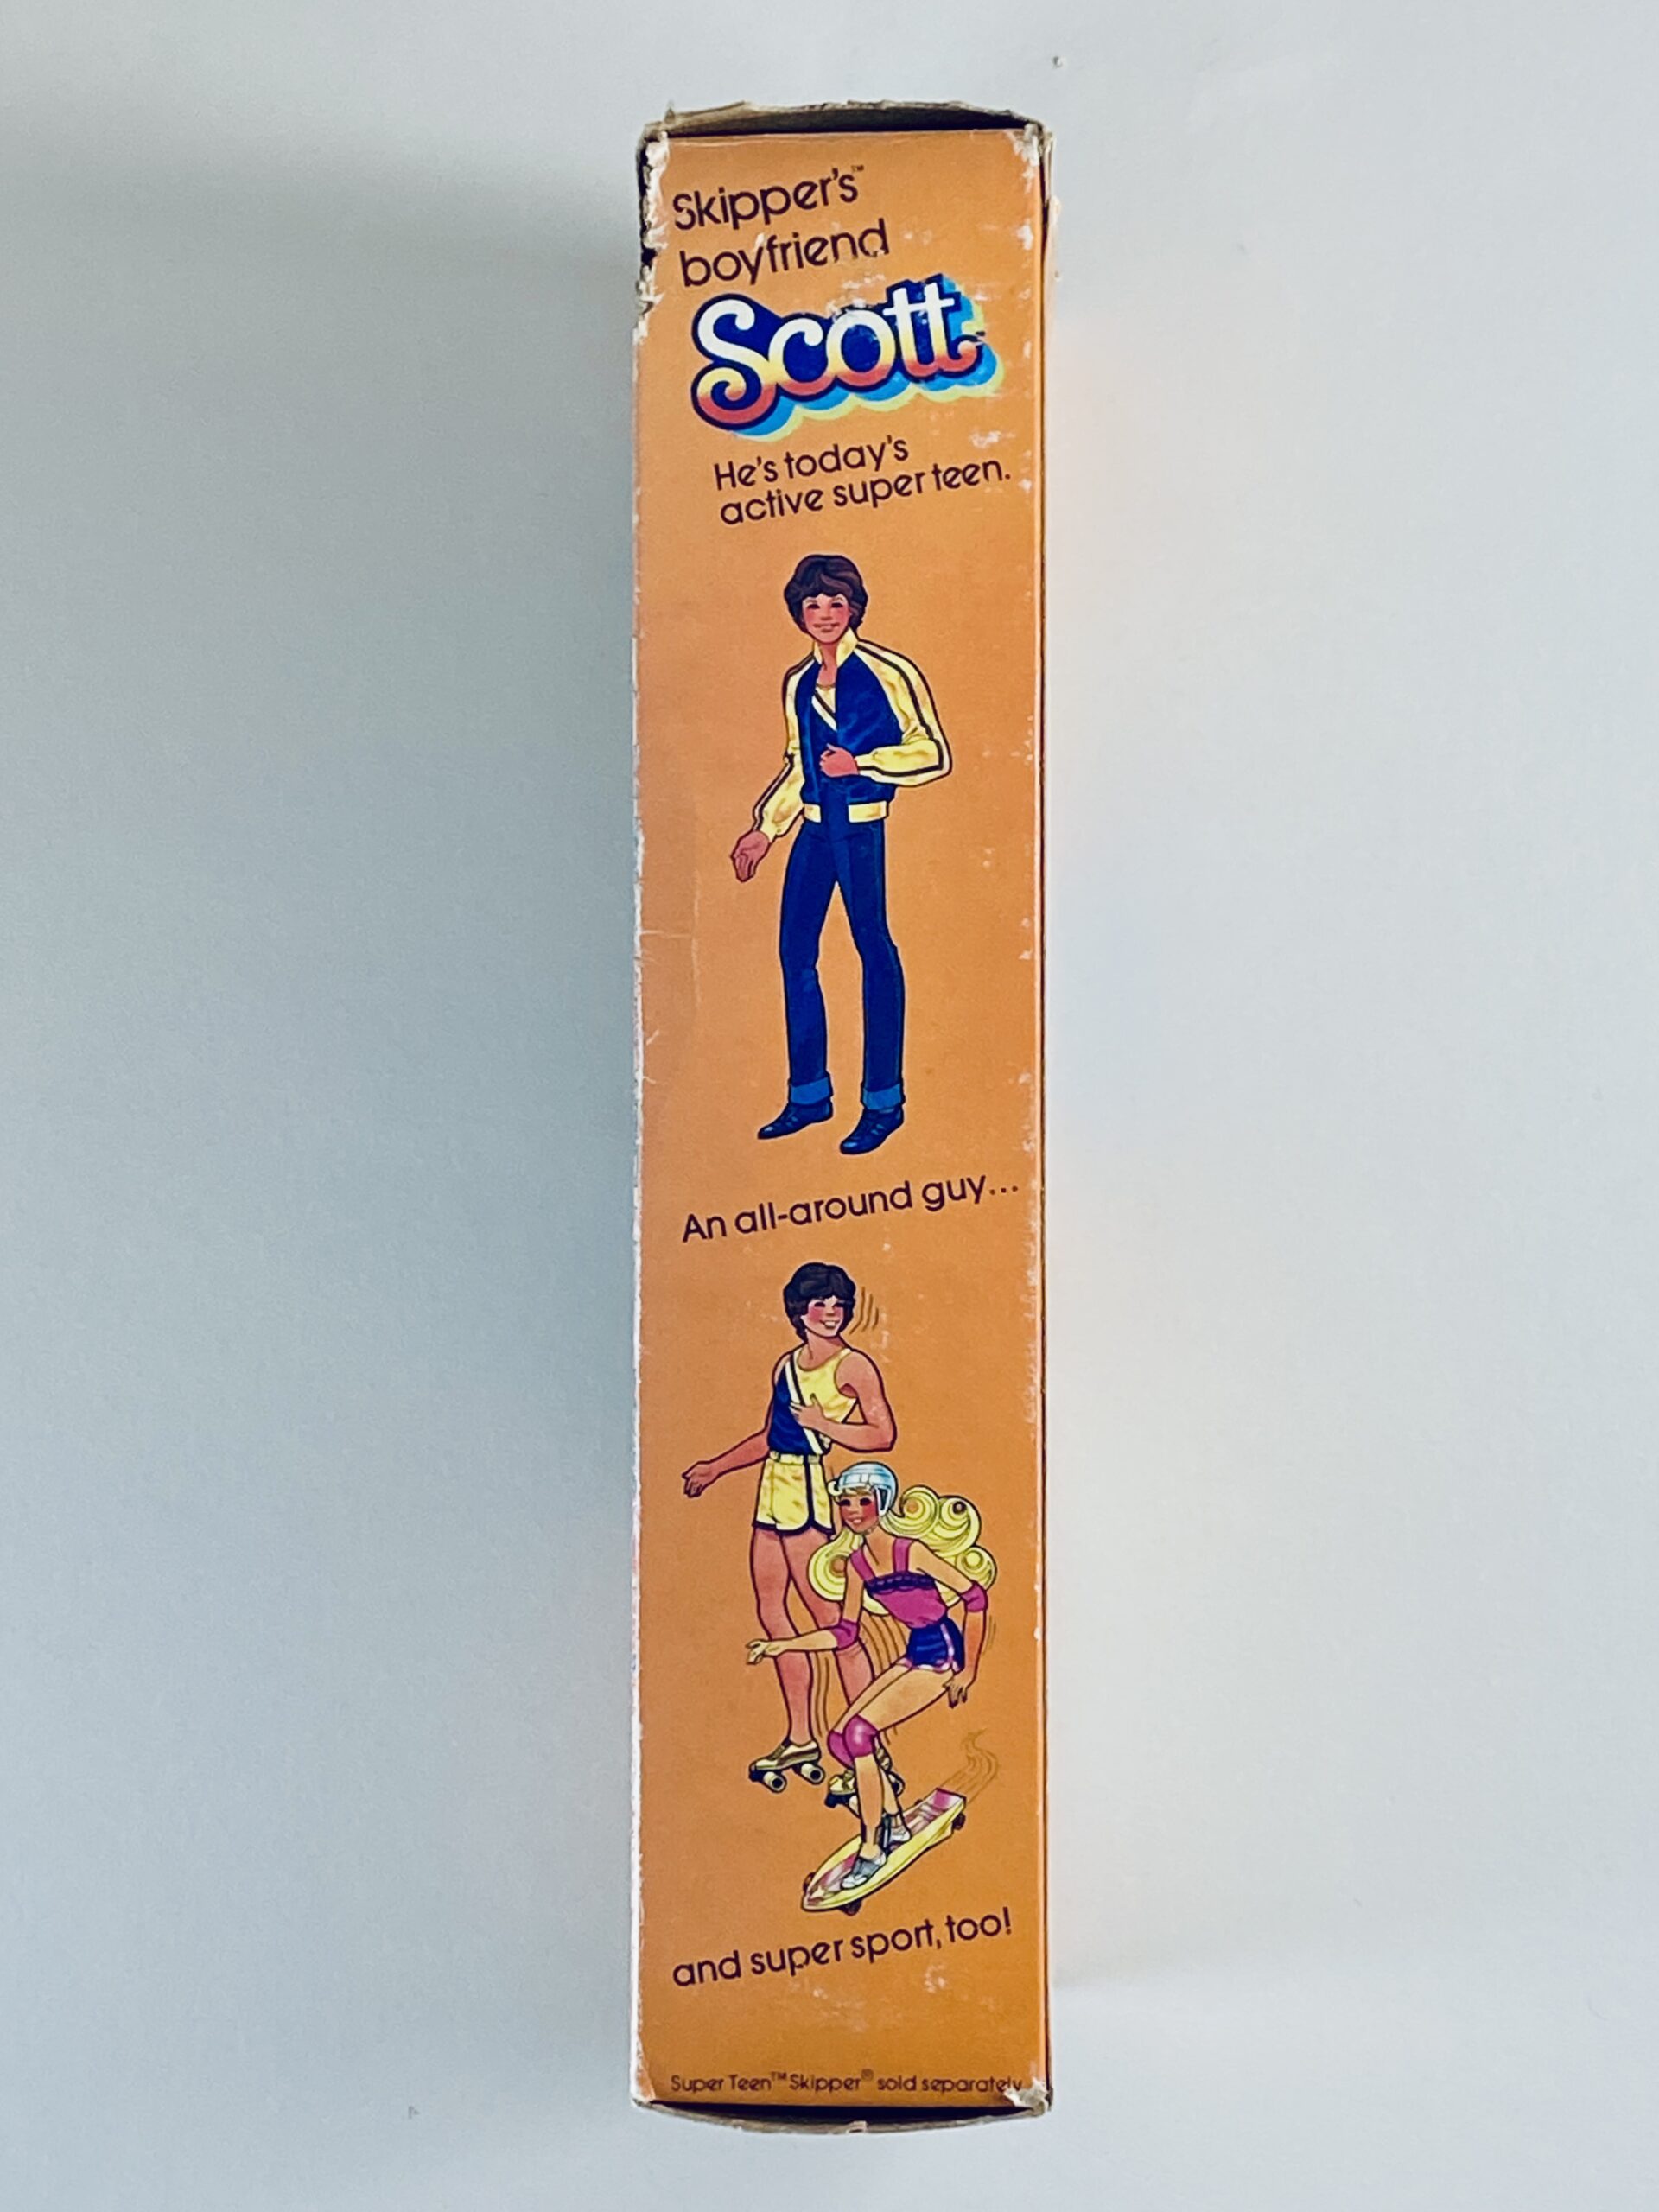 Skipper's™
boyfriend
Scott
He's today's
active super teen.
An all-around guy...
and super sport, too!
Super Teen™ Skipper® sold separately